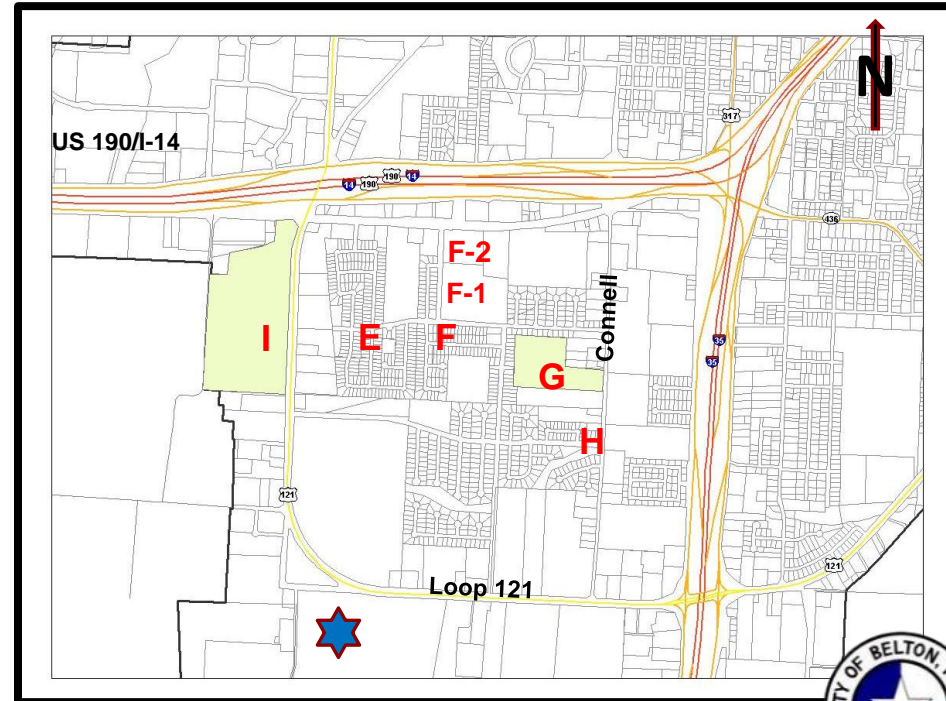 N
317
US 190/I-14
14
190
190
14
436
F-2
F-1
Connell
I
E
F
35
35
G
H
121
121
Loop 121
Y OF BELTON,